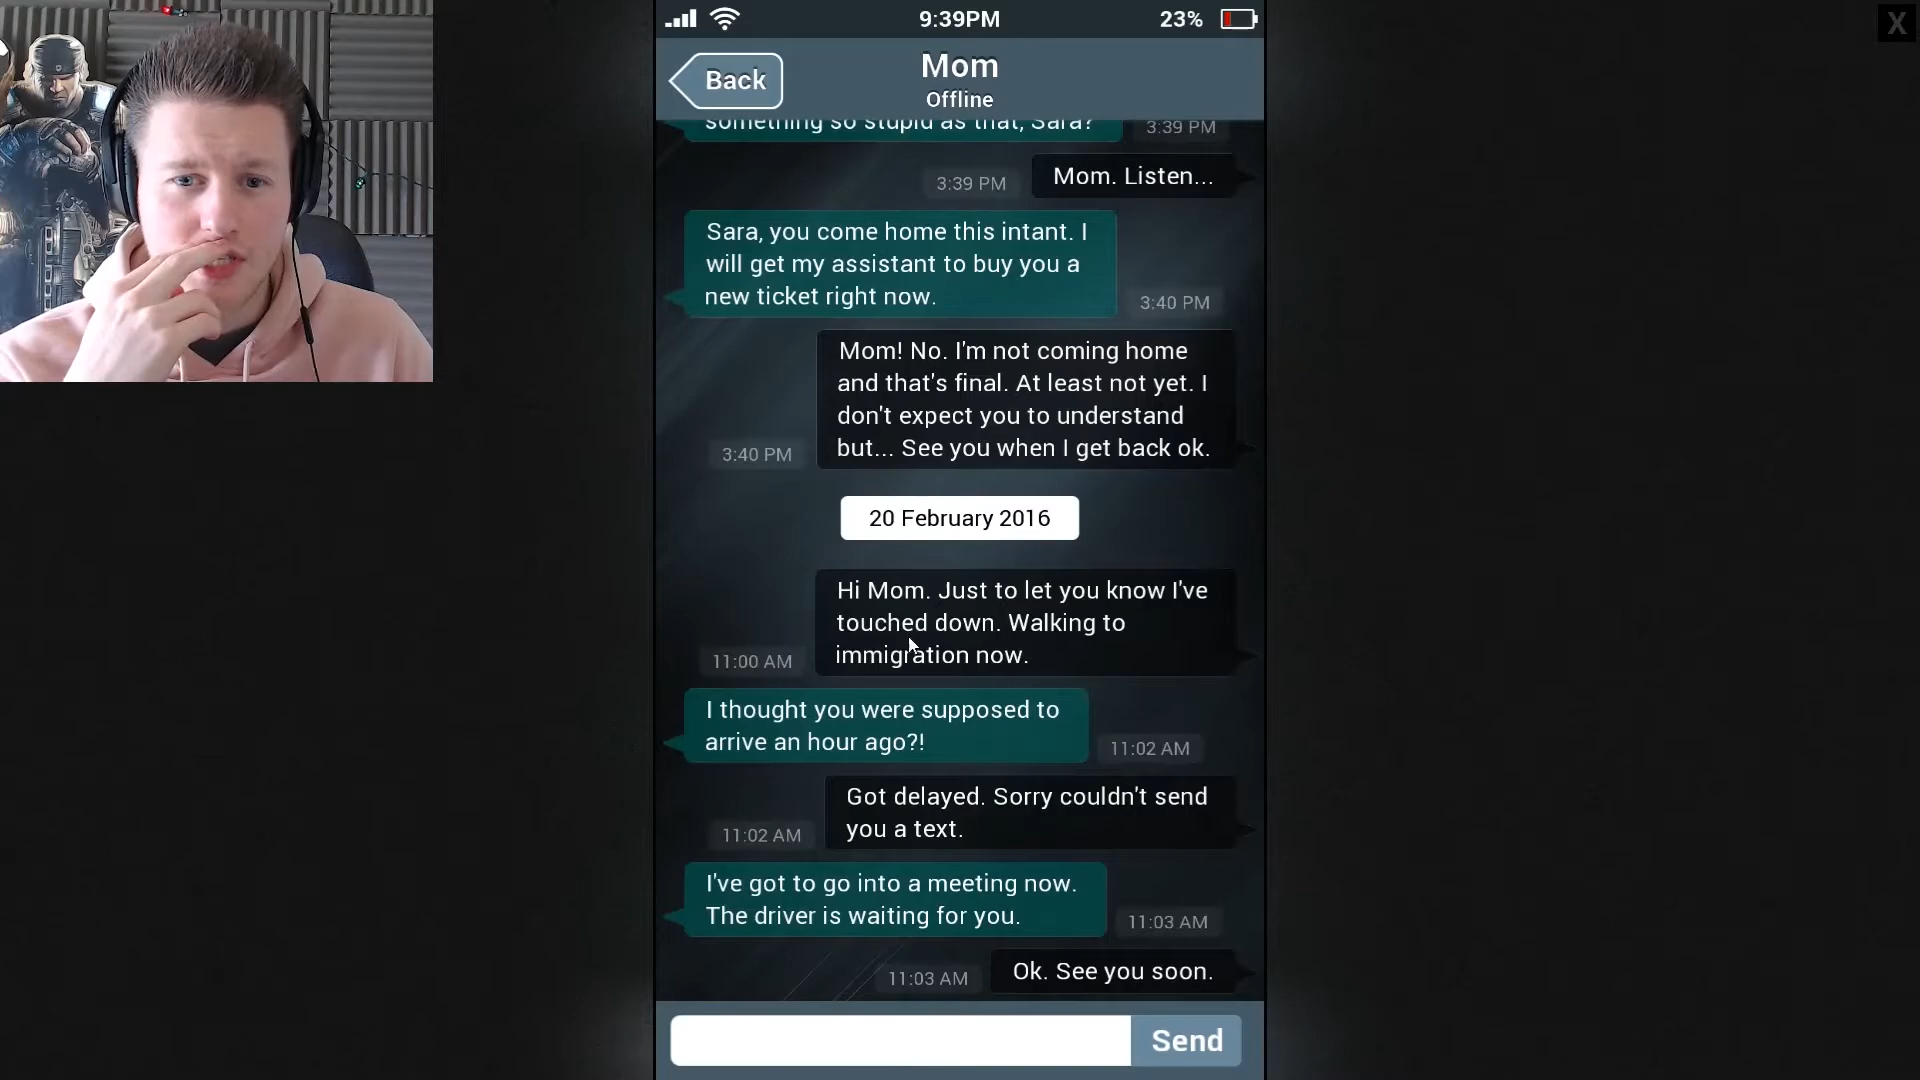 9:39PM
23%
X
Back
Mom
Offline
something so stupid as that, Sara?
3:39 PM
Mom. Listen...
3:39 PM
Sara, you come home this intant. I
will get my assistant to buy you a
new ticket right now.
3:40 PM
Mom! No. I'm not coming home
and that's final. At least not yet. I
don't expect you to understand
but... See you when I get back ok.
3:40 PM
20 February 2016
Hi Mom. Just to let you know I've
touched down. Walking to
immigration now.
11:00 AM
I thought you were supposed to
arrive an hour ago?!
11:02 AM
Got delayed. Sorry couldn't send
you a text.
11:02 AM
I've got to go into a meeting now.
The driver is waiting for you.
11:03 AM
Ok. See you soon.
11:03 AM
Send